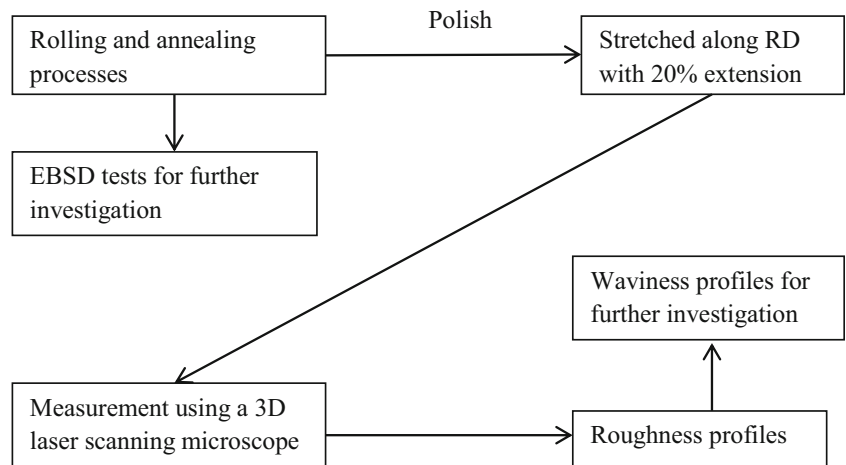 Rolling and annealing
processes
Polish
Stretched along RD
with 20% extension
EBSD tests for further
investigation
Waviness profiles for
further investigation
Measurement using a 3D
laser scanning microscope
Roughness profiles